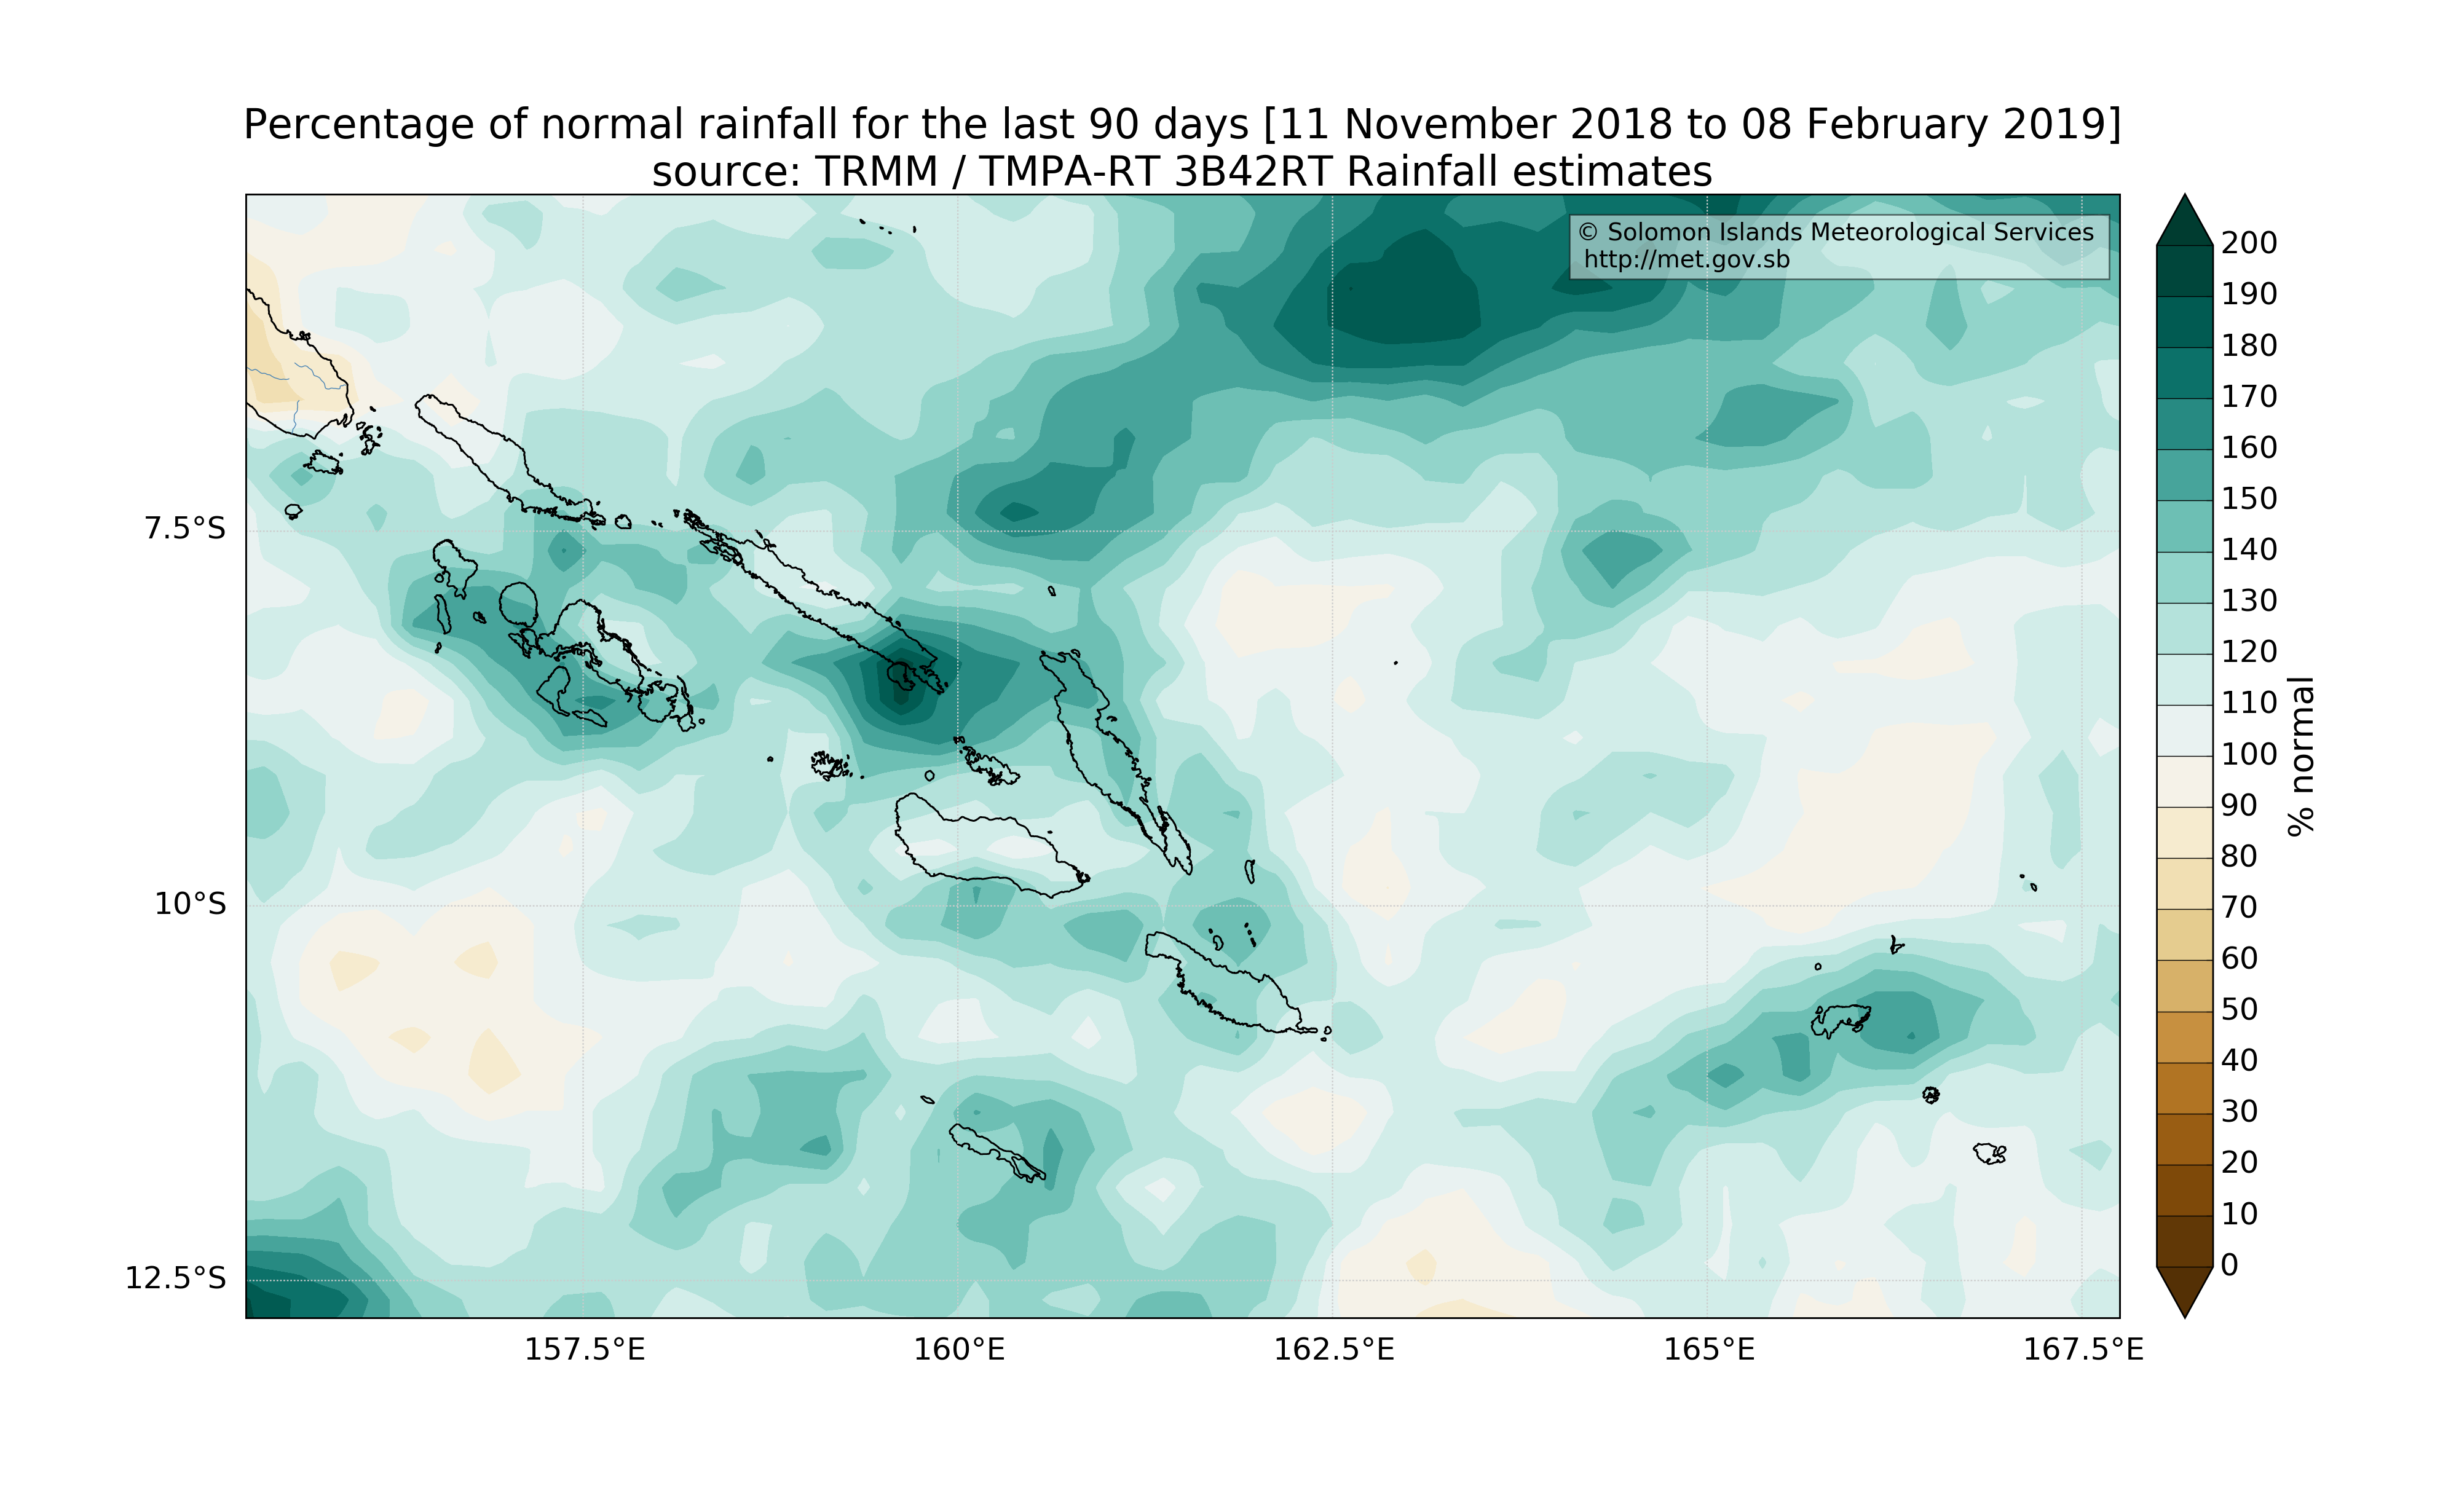 Percentage of normal rainfall for the last 90 days [11 November 2018 to 08 February 2019]
source: TRMM / TMPA-RT 3B42RT Rainfall estimates
© Solomon Islands Meteorological Services
http://met.gov.sb
7.5°S
10°S
12.5°S
157.5°E
160°E
162.5°E
165°E
167.5°E
200
190
180
170
160
150
140
130
120
110
100
90
80
70
60
50
40
30
20
10
0
% normal